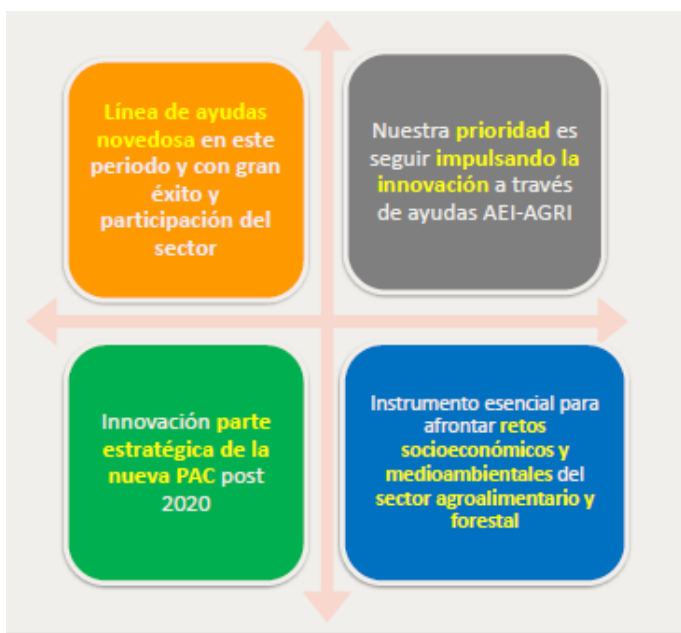 Línea de ayudas
novedosa en este
periodo y con gran
éxito y
participación del
sector
Nuestra prioridad es
seguir impulsando la
innovación a través
de ayudas AEI-AGRI
Innovación parte
estratégica de la
nueva PAC post
2020
Instrumento esencial para
afrontar retos
socioeconómicos y
medioambientales del
sector agroalimentario y
forestal